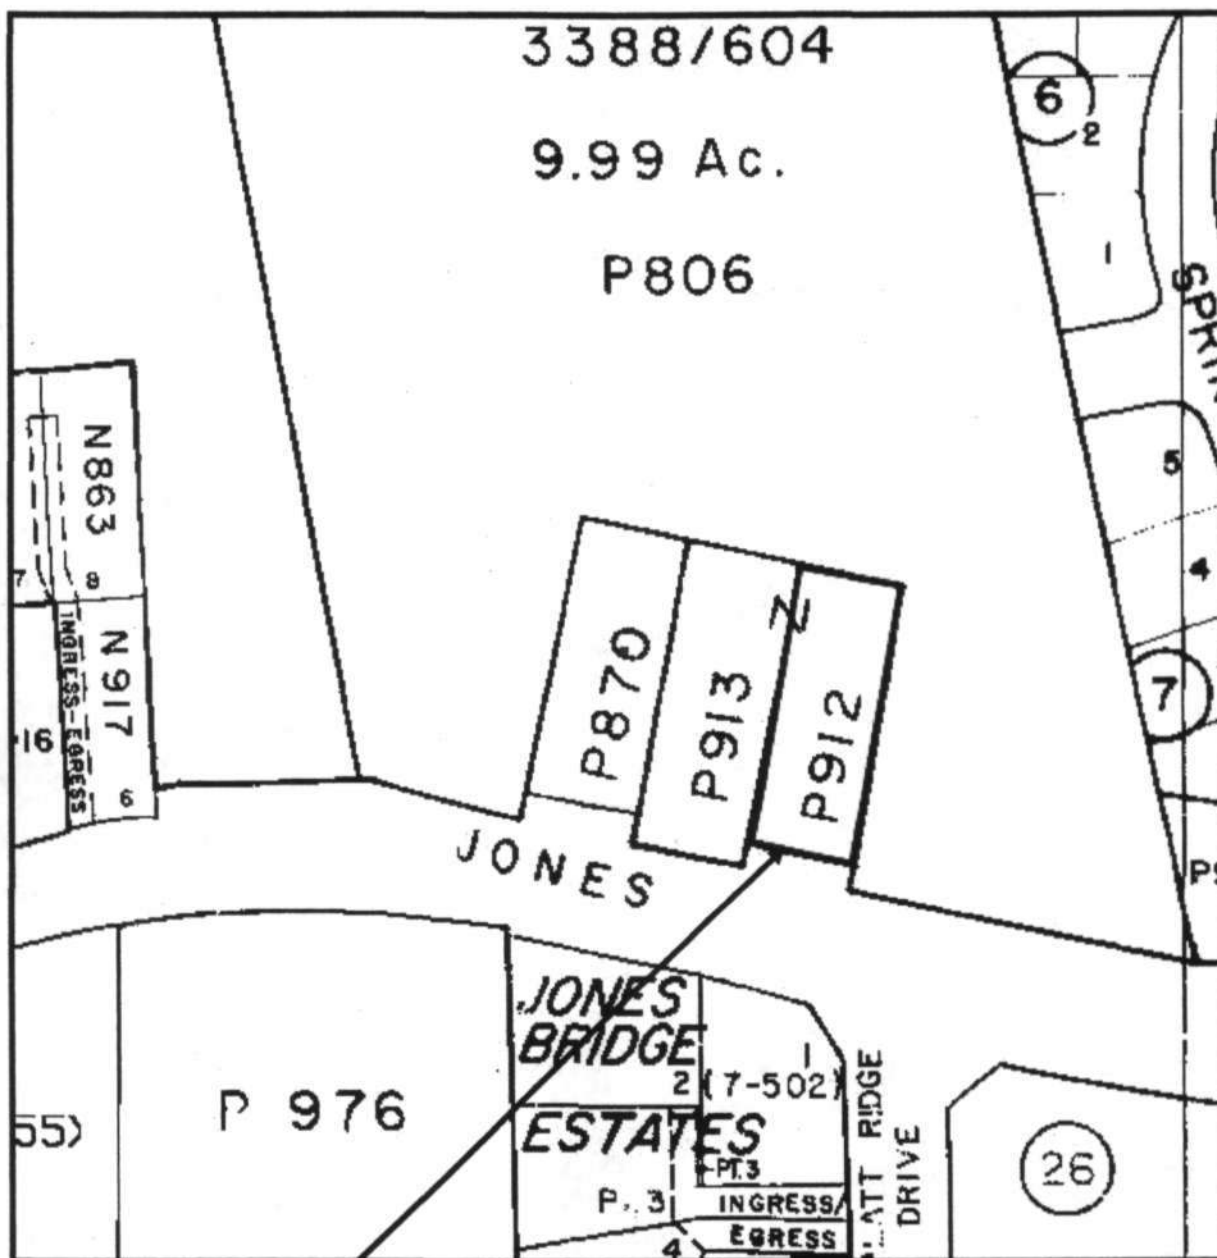 3388/604
9.99 Ac.
P806
6
2
1
SPRIN
5
4
7
N863
7
8
INGRESS-EGRESS
N917
16
6
P870
P913
P912
JONES
JONES
BRIDGE
ESTATES
2
1
(7-502)
P 976
55)
PT.3
P. 3
INGRESS/
EGRESS
4
RIDGE
DRIVE
26